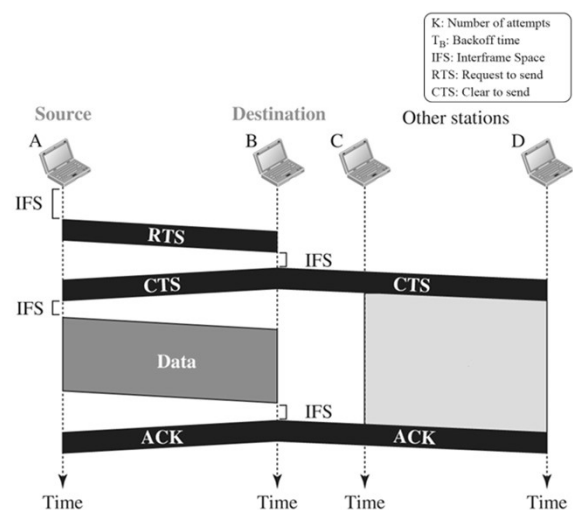 K: Number of attempts
T_B: Backoff time
IFS: Interframe Space
RTS: Request to send
CTS: Clear to send
Source
Destination
Other stations
A
B
C
D
IFS
RTS
IFS
CTS
CTS
IFS
Data
IFS
ACK
ACK
Time
Time
Time
Time